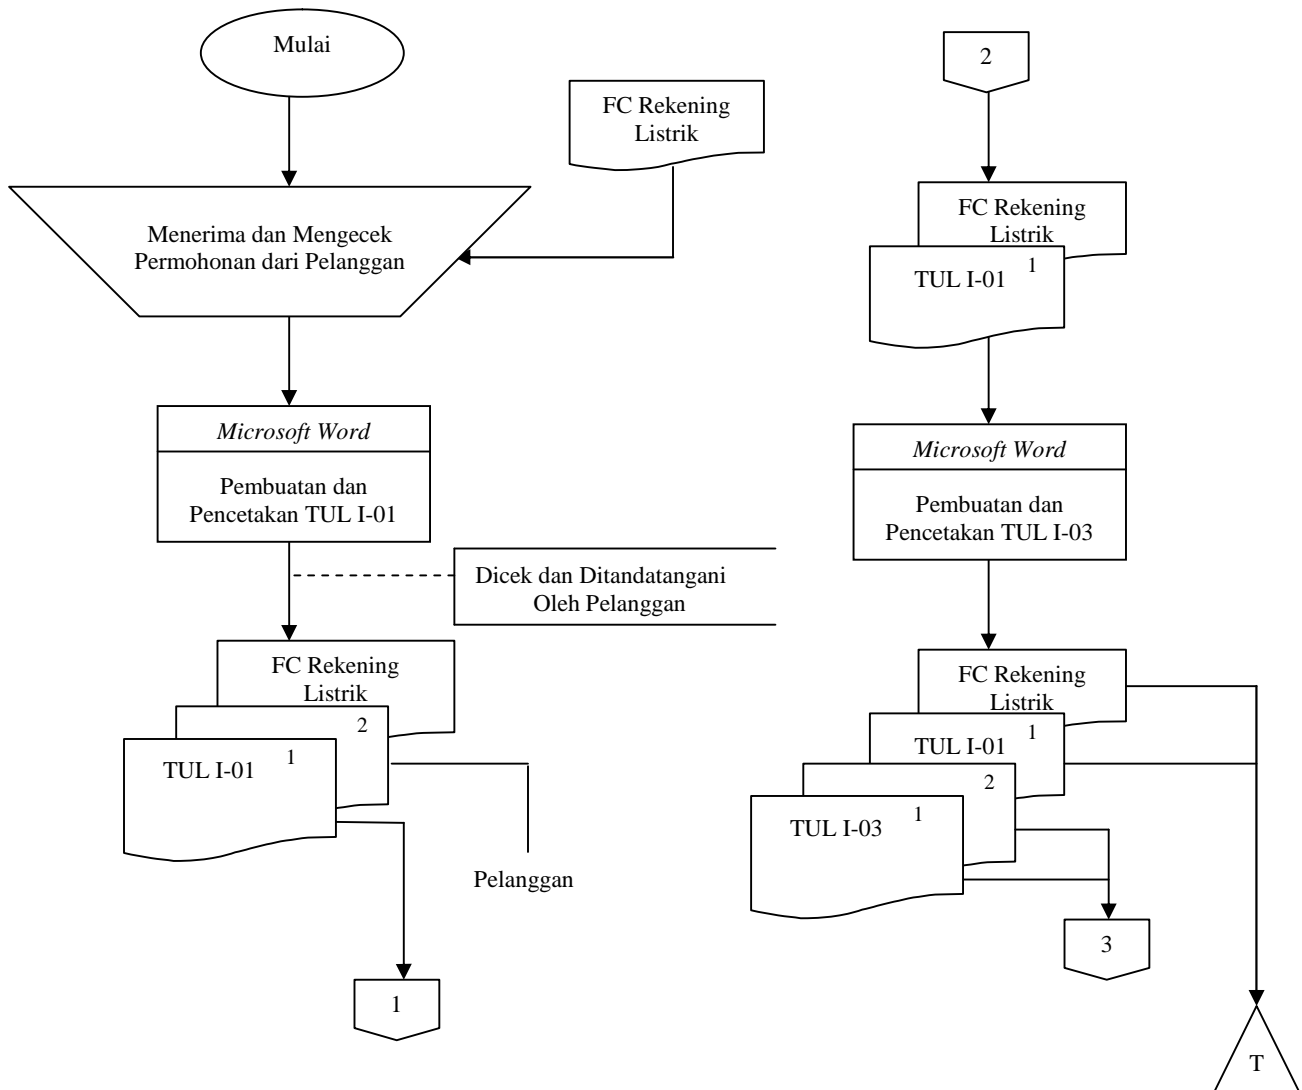 Mulai
FC Rekening
Listrik
Menerima dan Mengecek
Permohonan dari Pelanggan
Microsoft Word
Pembuatan dan
Pencetakan TUL I-01
Dicek dan Ditandatangani
Oleh Pelanggan
FC Rekening
Listrik
2
TUL I-01 1
Pelanggan
1
2
FC Rekening
Listrik
TUL I-01 1
Microsoft Word
Pembuatan dan
Pencetakan TUL I-03
FC Rekening
Listrik
TUL I-01 1
2
TUL I-03 1
3
T